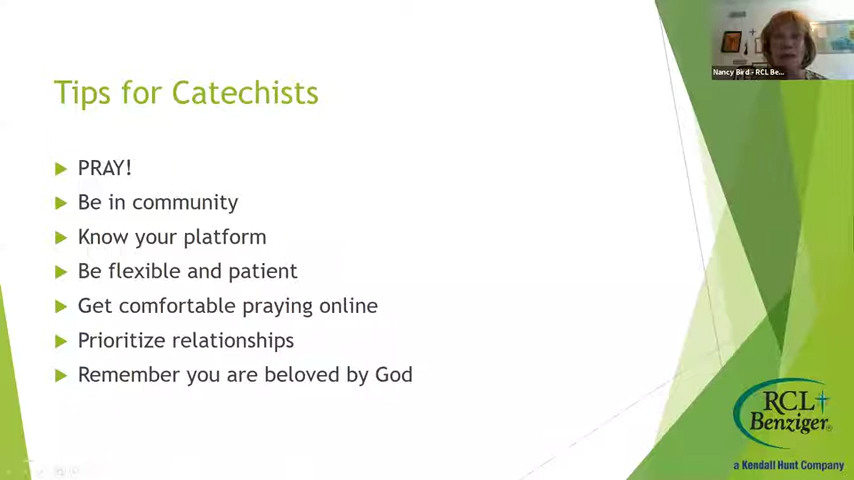 Nancy Bird - RCL Be...
Tips for Catechists
PRAY!
Be in community
Know your platform
Be flexible and patient
Get comfortable praying online
Prioritize relationships
Remember you are beloved by God
RCL
Benziger®
a Kendall Hunt Company